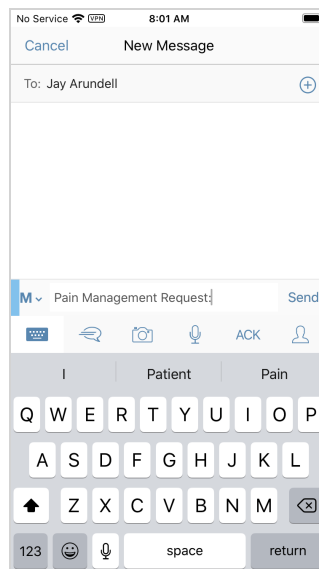 No Service VPN 8:01 AM
Cancel New Message
To: Jay Arundell
M Pain Management Request: Send
ACK
I Patient Pain
Q W E R T Y U I O P
A S D F G H J K L
Z X C V B N M
123 space return